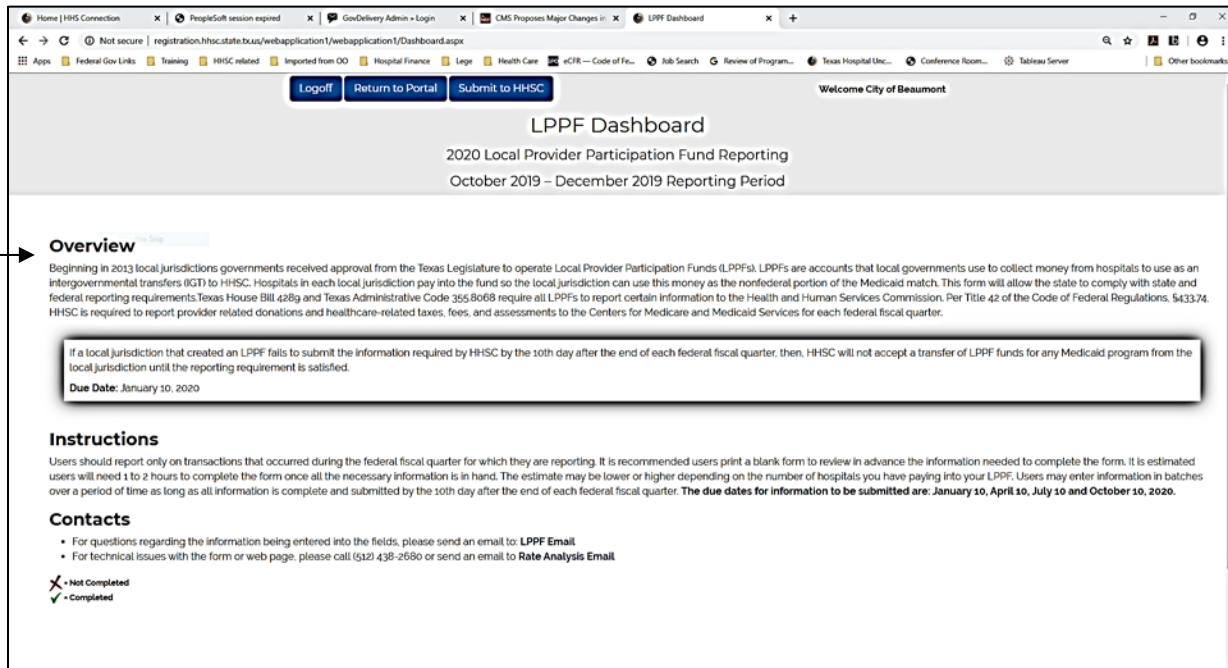 Home | HHS Connection
PeopleSoft session expired
GovDelivery Admin » Login
CMS Proposes Major Changes in
LPPF Dashboard
Not secure | registration.hhsc.state.tx.us/webapplication1/webapplication1/Dashboard.aspx
Apps Federal Gov Links Training HHSC related Imported from OO Hospital Finance Lege Health Care eCFR — Code of Fe... Job Search Review of Program... Texas Hospital Unc... Conference Room... Tableau Server Other bookmarks
Logoff Return to Portal Submit to HHSC Welcome City of Beaumont
LPPF Dashboard
2020 Local Provider Participation Fund Reporting
October 2019 – December 2019 Reporting Period
Overview
Beginning in 2013 local jurisdictions governments received approval from the Texas Legislature to operate Local Provider Participation Funds (LPPFs). LPPFs are accounts that local governments use to collect money from hospitals to use as an
intergovernmental transfers (IGT) to HHSC. Hospitals in each local jurisdiction pay into the fund so the local jurisdiction can use this money as the nonfederal portion of the Medicaid match. This form will allow the state to comply with state and
federal reporting requirements.Texas House Bill 4289 and Texas Administrative Code 355.8068 require all LPPFs to report certain information to the Health and Human Services Commission. Per Title 42 of the Code of Federal Regulations, §433.74,
HHSC is required to report provider related donations and healthcare-related taxes, fees, and assessments to the Centers for Medicare and Medicaid Services for each federal fiscal quarter.
If a local jurisdiction that created an LPPF fails to submit the information required by HHSC by the 10th day after the end of each federal fiscal quarter, then, HHSC will not accept a transfer of LPPF funds for any Medicaid program from the
local jurisdiction until the reporting requirement is satisfied.
Due Date: January 10, 2020
Instructions
Users should report only on transactions that occurred during the federal fiscal quarter for which they are reporting. It is recommended users print a blank form to review in advance the information needed to complete the form. It is estimated
users will need 1 to 2 hours to complete the form once all the necessary information is in hand. The estimate may be lower or higher depending on the number of hospitals you have paying into your LPPF. Users may enter information in batches
over a period of time as long as all information is complete and submitted by the 10th day after the end of each federal fiscal quarter. The due dates for information to be submitted are: January 10, April 10, July 10 and October 10, 2020.
Contacts
• For questions regarding the information being entered into the fields, please send an email to: LPPF Email
• For technical issues with the form or web page, please call (512) 438-2680 or send an email to Rate Analysis Email
✗ = Not Completed
✓ = Completed